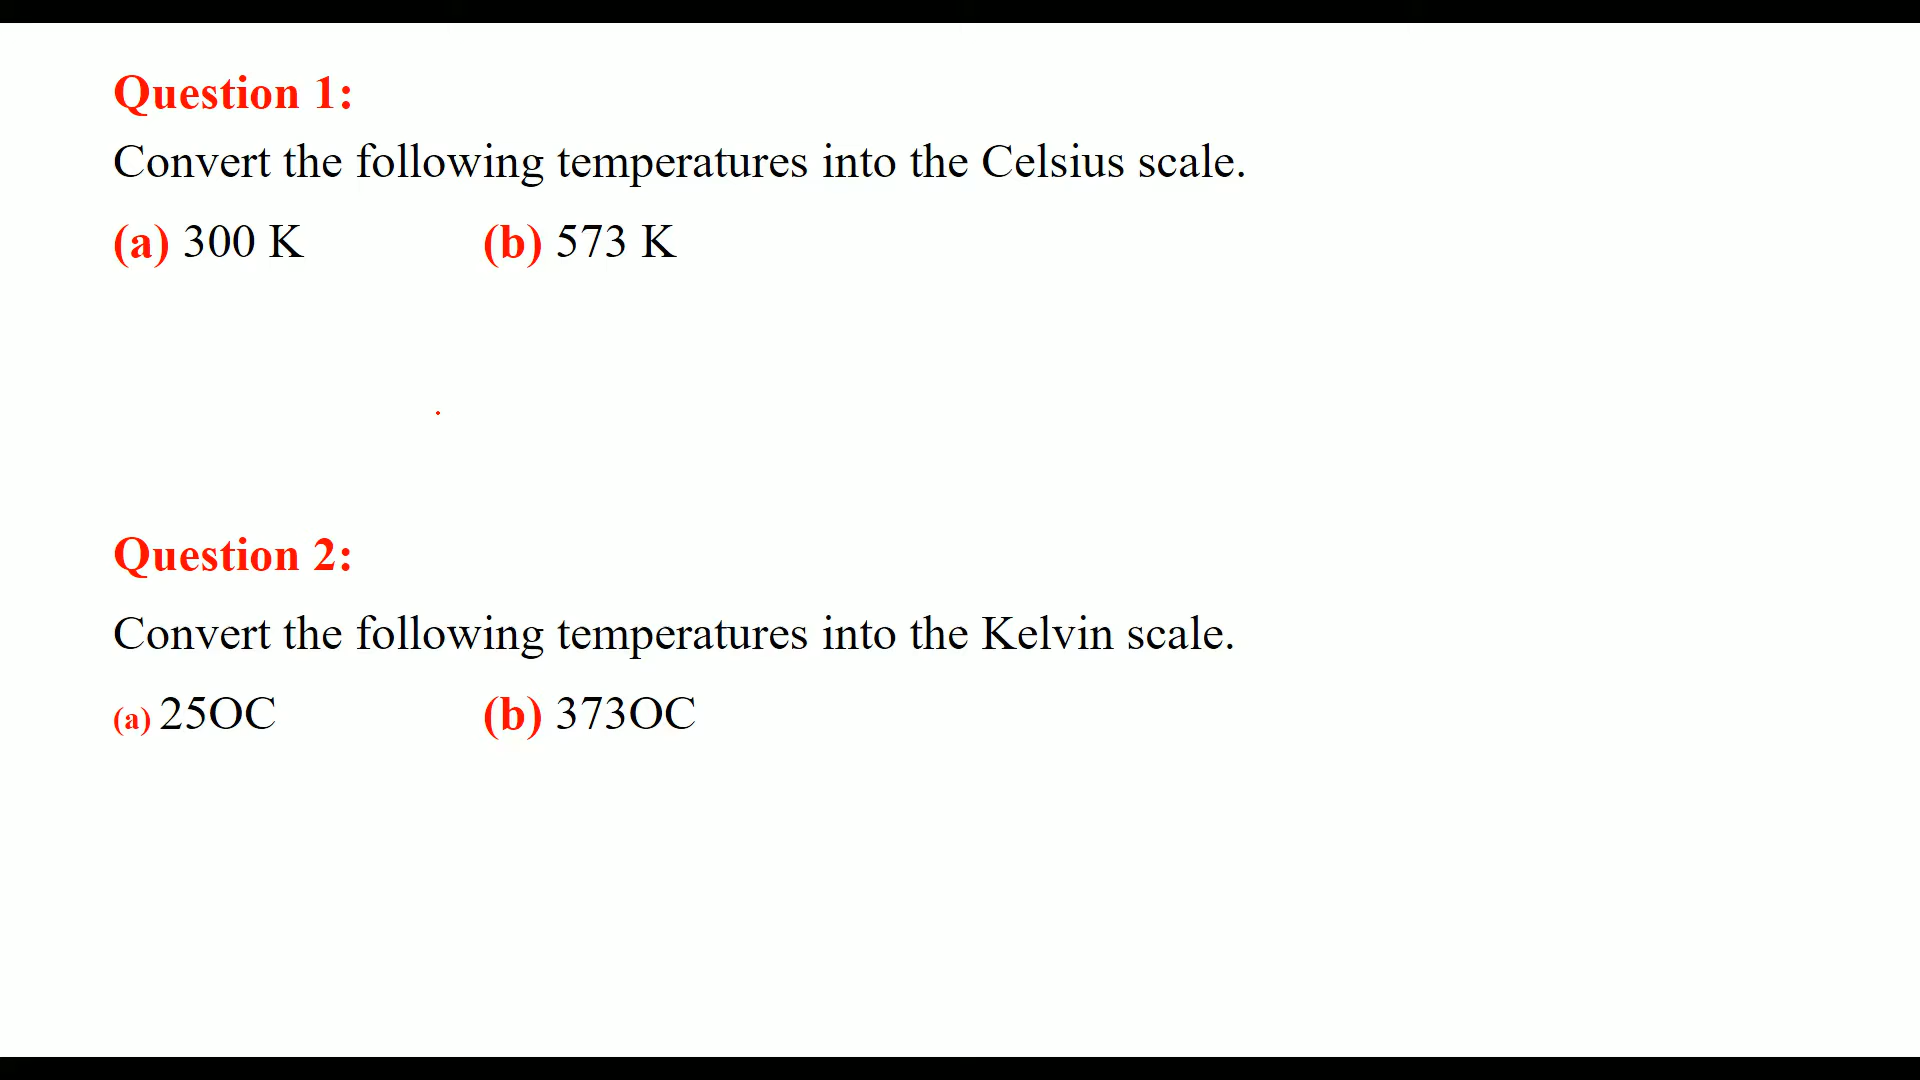 Question 1:
Convert the following temperatures into the Celsius scale.
(a) 300 K (b) 573 K
Question 2:
Convert the following temperatures into the Kelvin scale.
(a) 25OC (b) 373OC